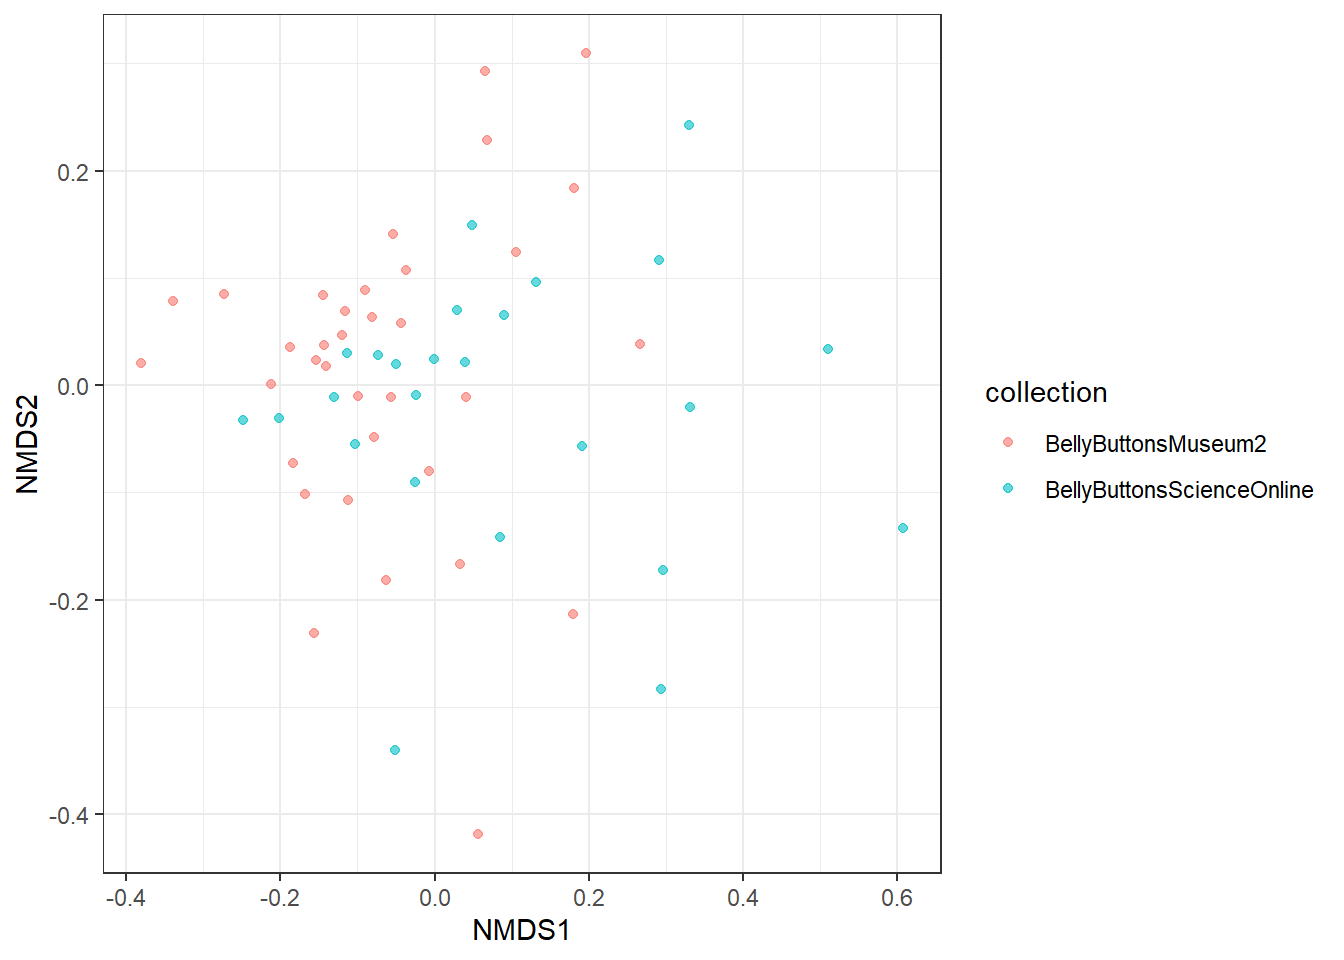 0.2
0.0
-0.2
-0.4
NMDS2
-0.4
-0.2
0.0
0.2
0.4
0.6
NMDS1
collection
BellyButtonsMuseum2
BellyButtonsScienceOnline